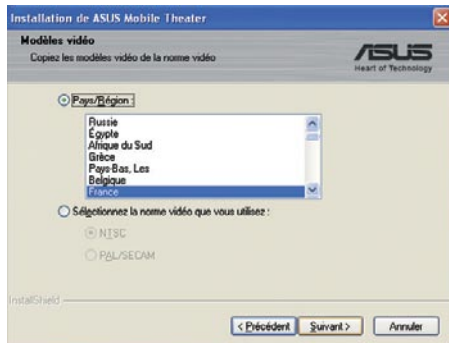 Installation de ASUS Mobile Theater
Modèles vidéo
Copiez les modèles vidéo de la norme vidéo
ASUS
Heart of Technology
Pays/Région :
Russie
Égypte
Afrique du Sud
Grèce
Pays-Bas, Les
Belgique
France
Sélectionnez la norme vidéo que vous utilisez :
NTSC
PAL/SECAM
InstallShield
< Précédent
Suivant >
Annuler